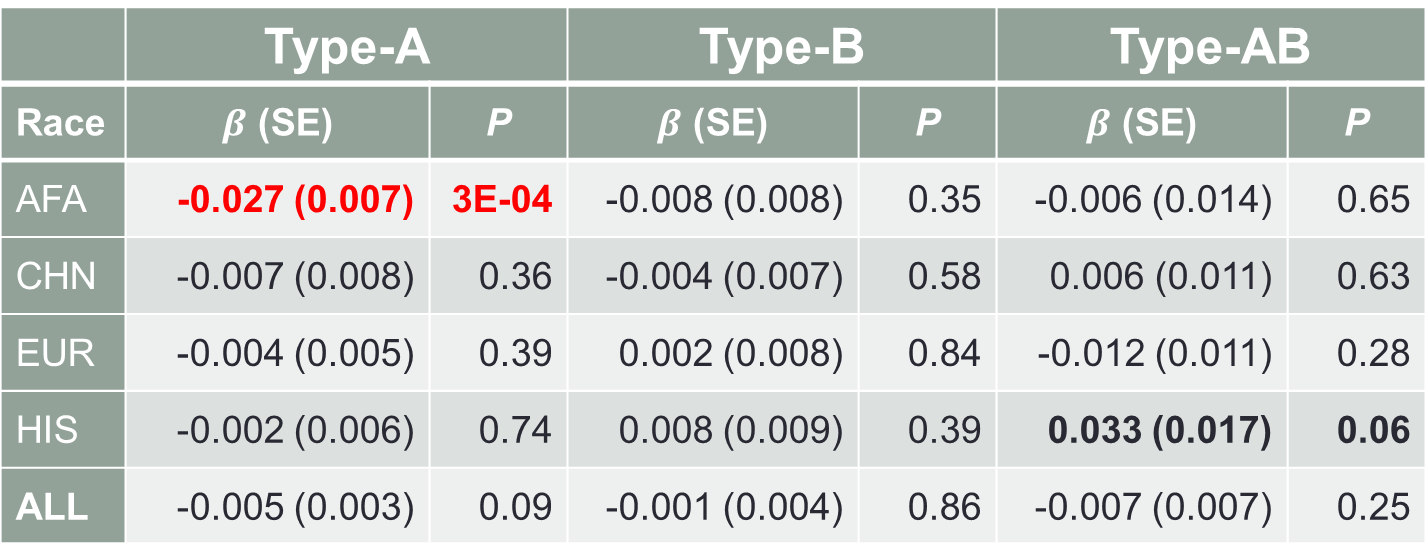 Type-A Type-B Type-AB
Race β (SE) P β (SE) P β (SE) P
AFA -0.027 (0.007) 3E-04 -0.008 (0.008) 0.35 -0.006 (0.014) 0.65
CHN -0.007 (0.008) 0.36 -0.004 (0.007) 0.58 0.006 (0.011) 0.63
EUR -0.004 (0.005) 0.39 0.002 (0.008) 0.84 -0.012 (0.011) 0.28
HIS -0.002 (0.006) 0.74 0.008 (0.009) 0.39 0.033 (0.017) 0.06
ALL -0.005 (0.003) 0.09 -0.001 (0.004) 0.86 -0.007 (0.007) 0.25